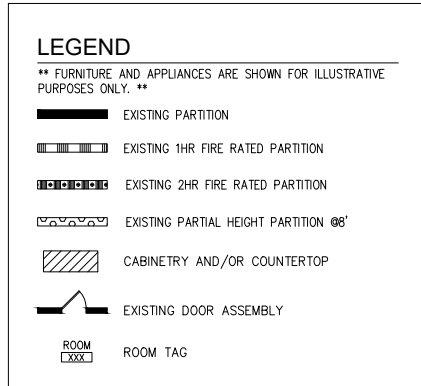 LEGEND
** FURNITURE AND APPLIANCES ARE SHOWN FOR ILLUSTRATIVE
PURPOSES ONLY. **
EXISTING PARTITION
EXISTING 1HR FIRE RATED PARTITION
EXISTING 2HR FIRE RATED PARTITION
EXISTING PARTIAL HEIGHT PARTITION @8'
CABINETRY AND/OR COUNTERTOP
EXISTING DOOR ASSEMBLY
ROOM
XXX
ROOM TAG